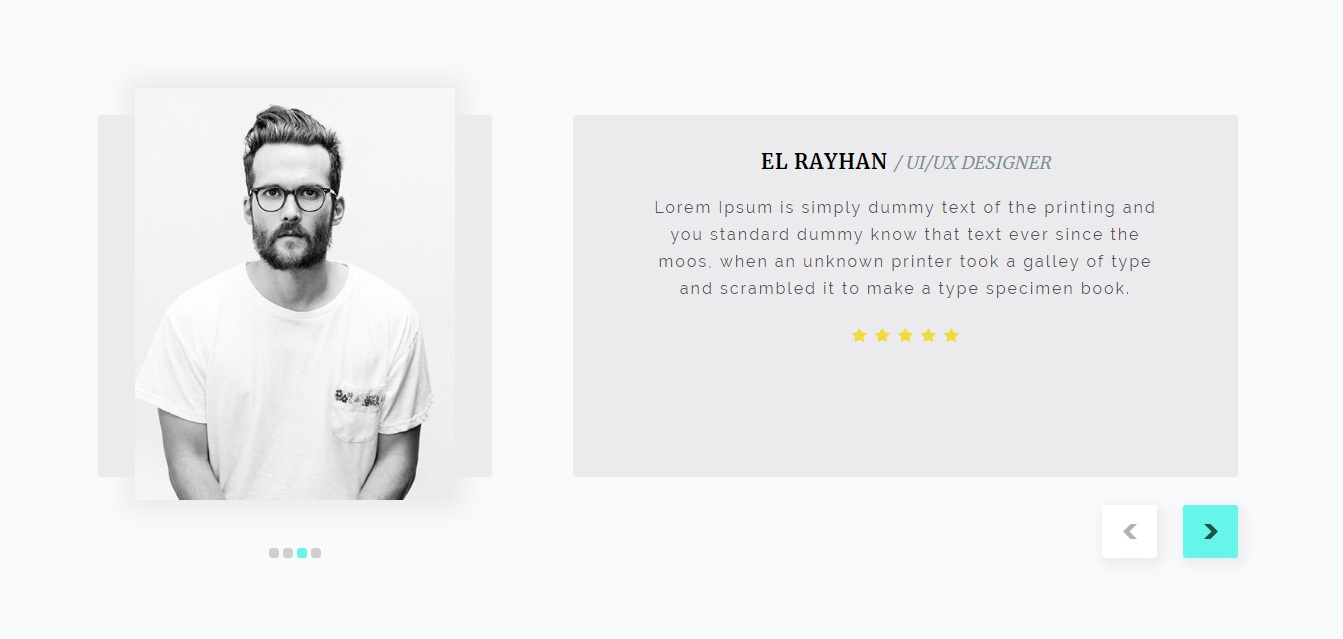 EL RAYHAN / UI/UX DESIGNER
Lorem Ipsum is simply dummy text of the printing and
you standard dummy know that text ever since the
moos, when an unknown printer took a galley of type
and scrambled it to make a type specimen book.